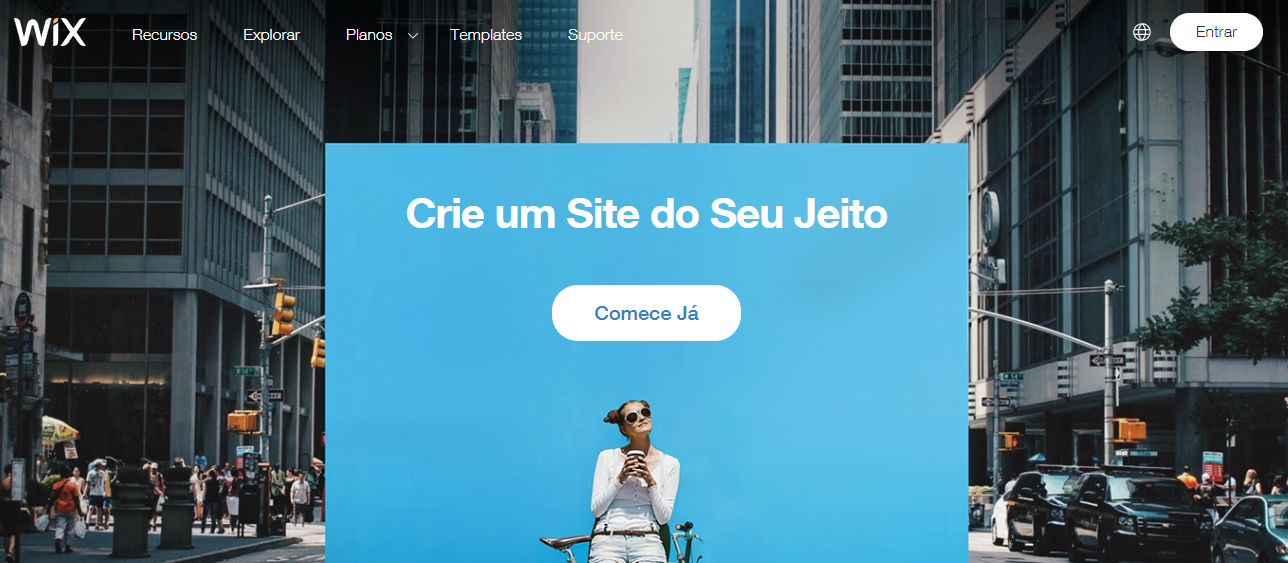 WiX
Recursos
Explorar
Planos
Templates
Suporte
Entrar
Crie um Site do Seu Jeito
Comece Já